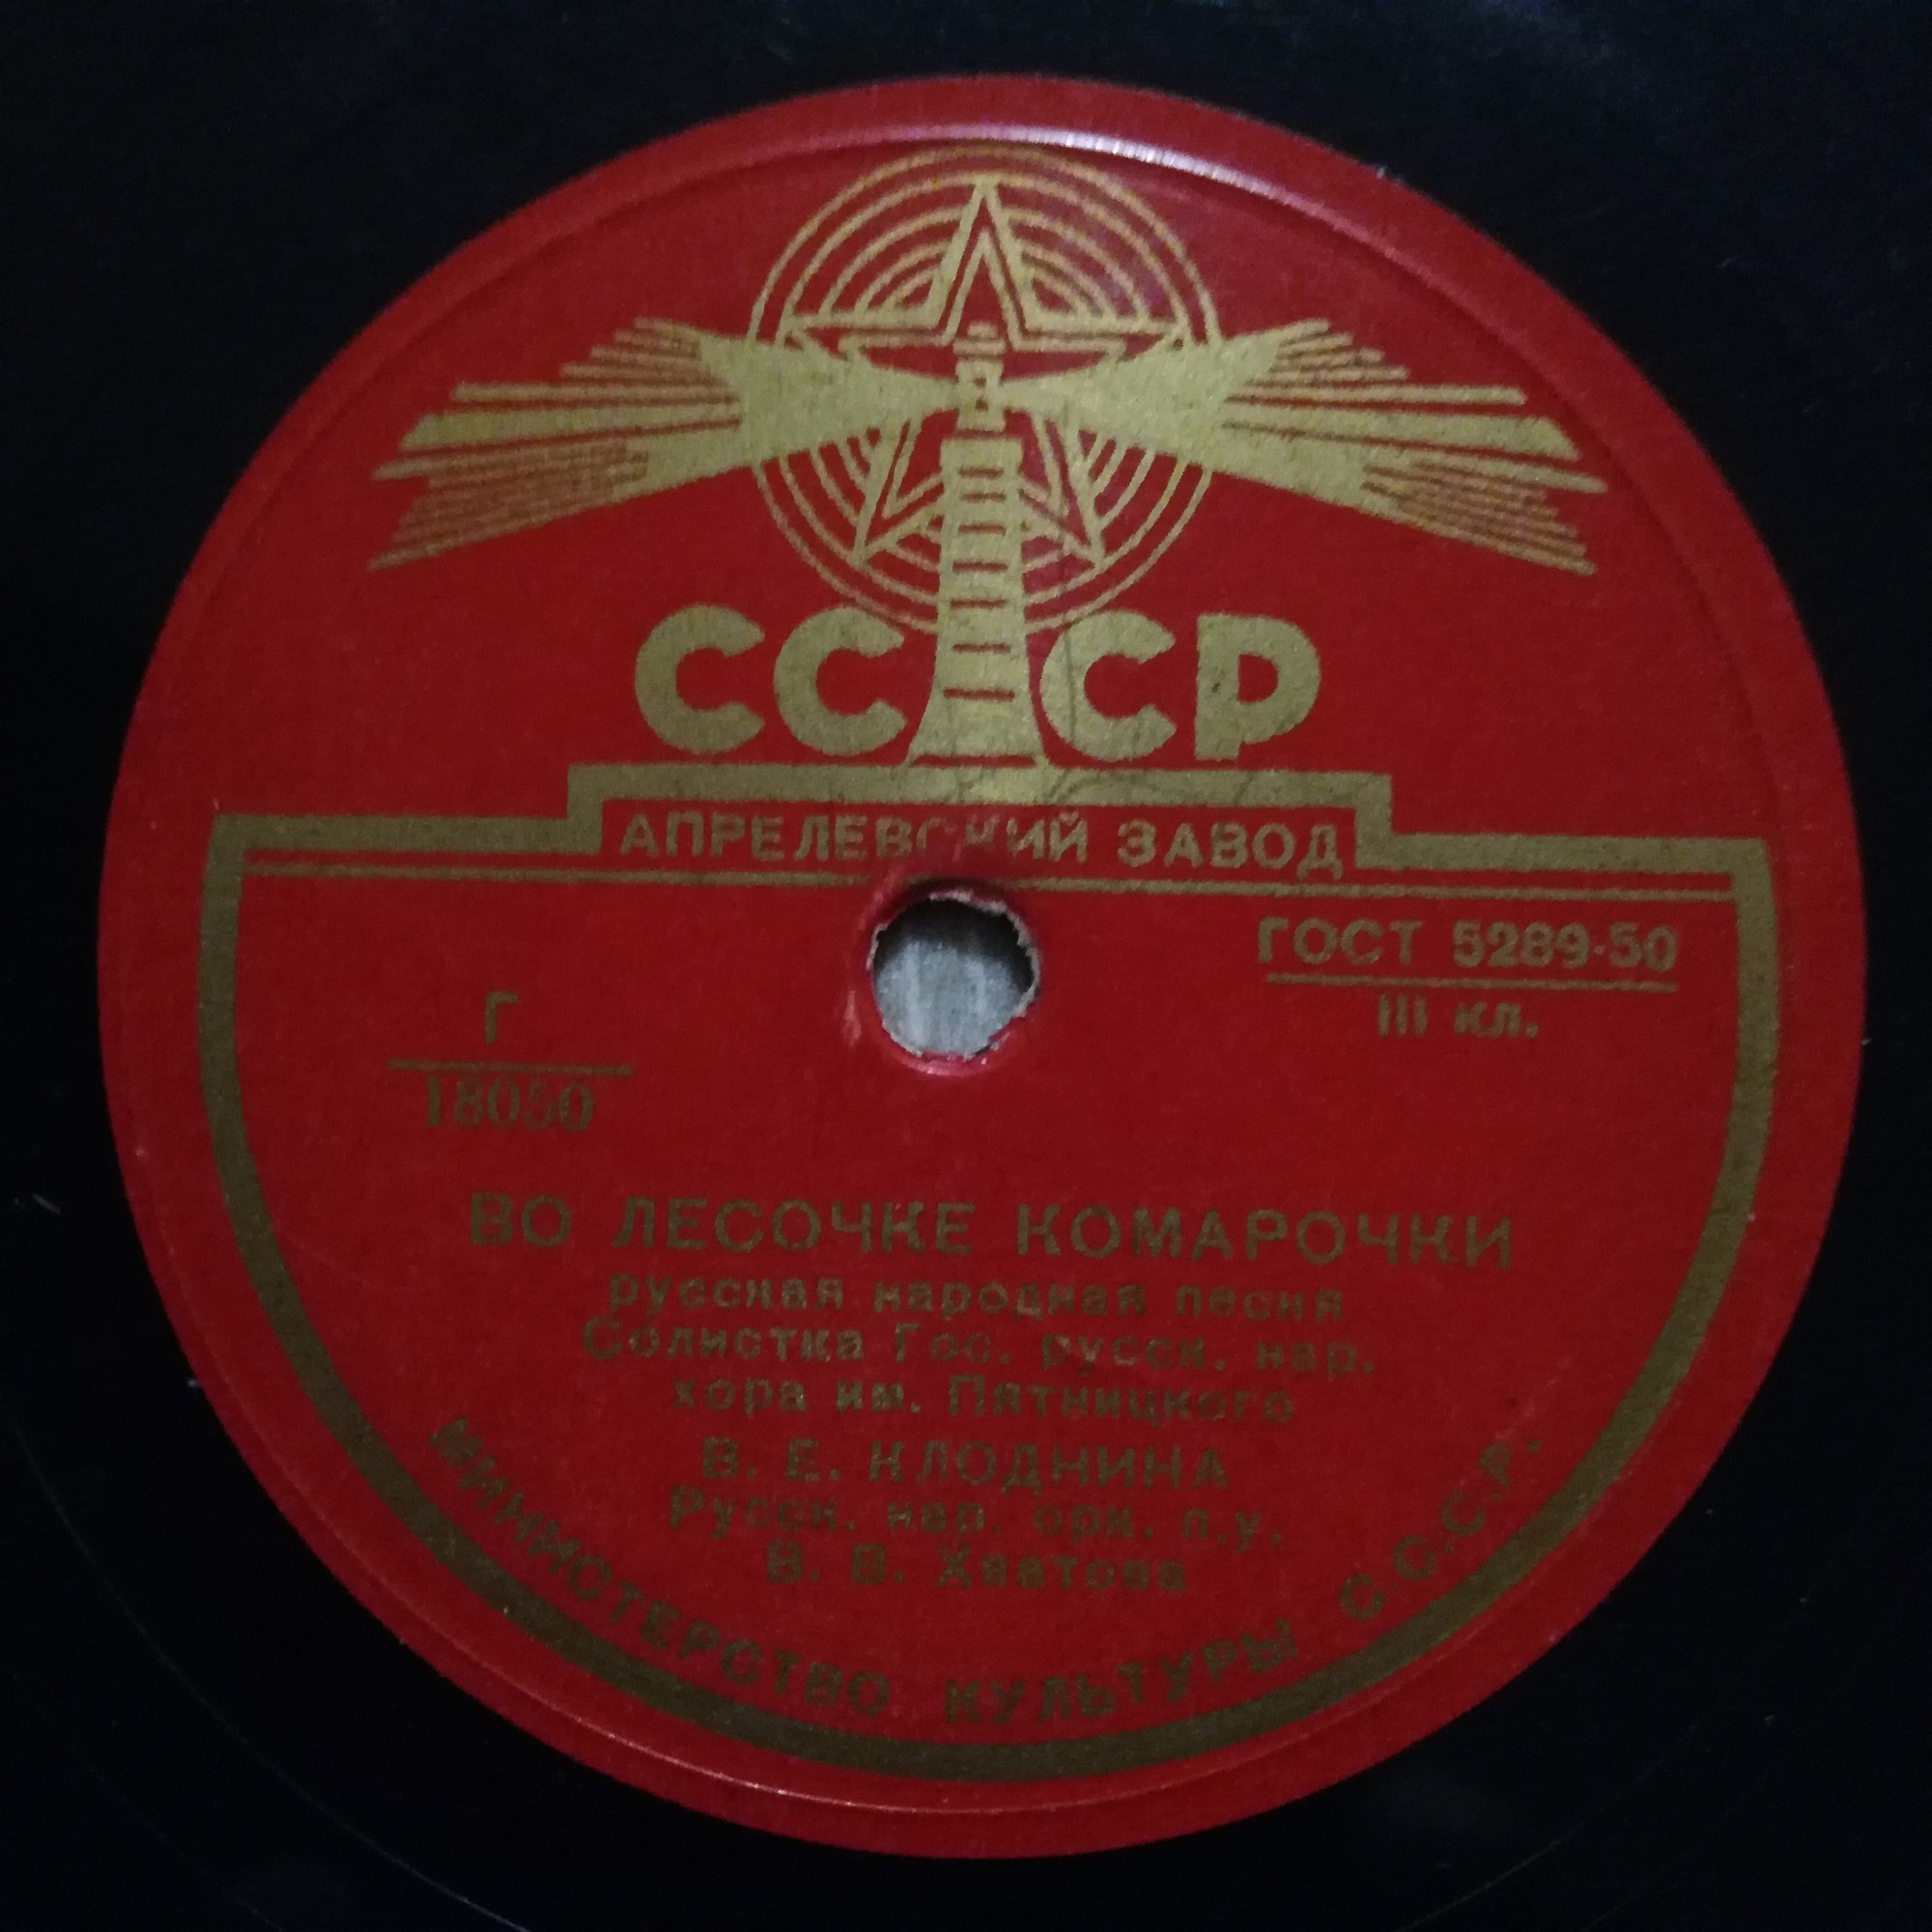 СССР
АПРЕЛЕВСКИЙ ЗАВОД
ГОСТ 5289-50
III кл.
Г
18050
ВО ЛЕСОЧКЕ КОМАРОЧКИ
русская народная песня
Солистка Гос. русск. нар.
хора им. Пятницкого
В. Е. КЛОДНИНА
Русск. нар. орк. п.у.
В. В. Хватова
МИНИСТЕРСТВО КУЛЬТУРЫ С.С.С.Р.